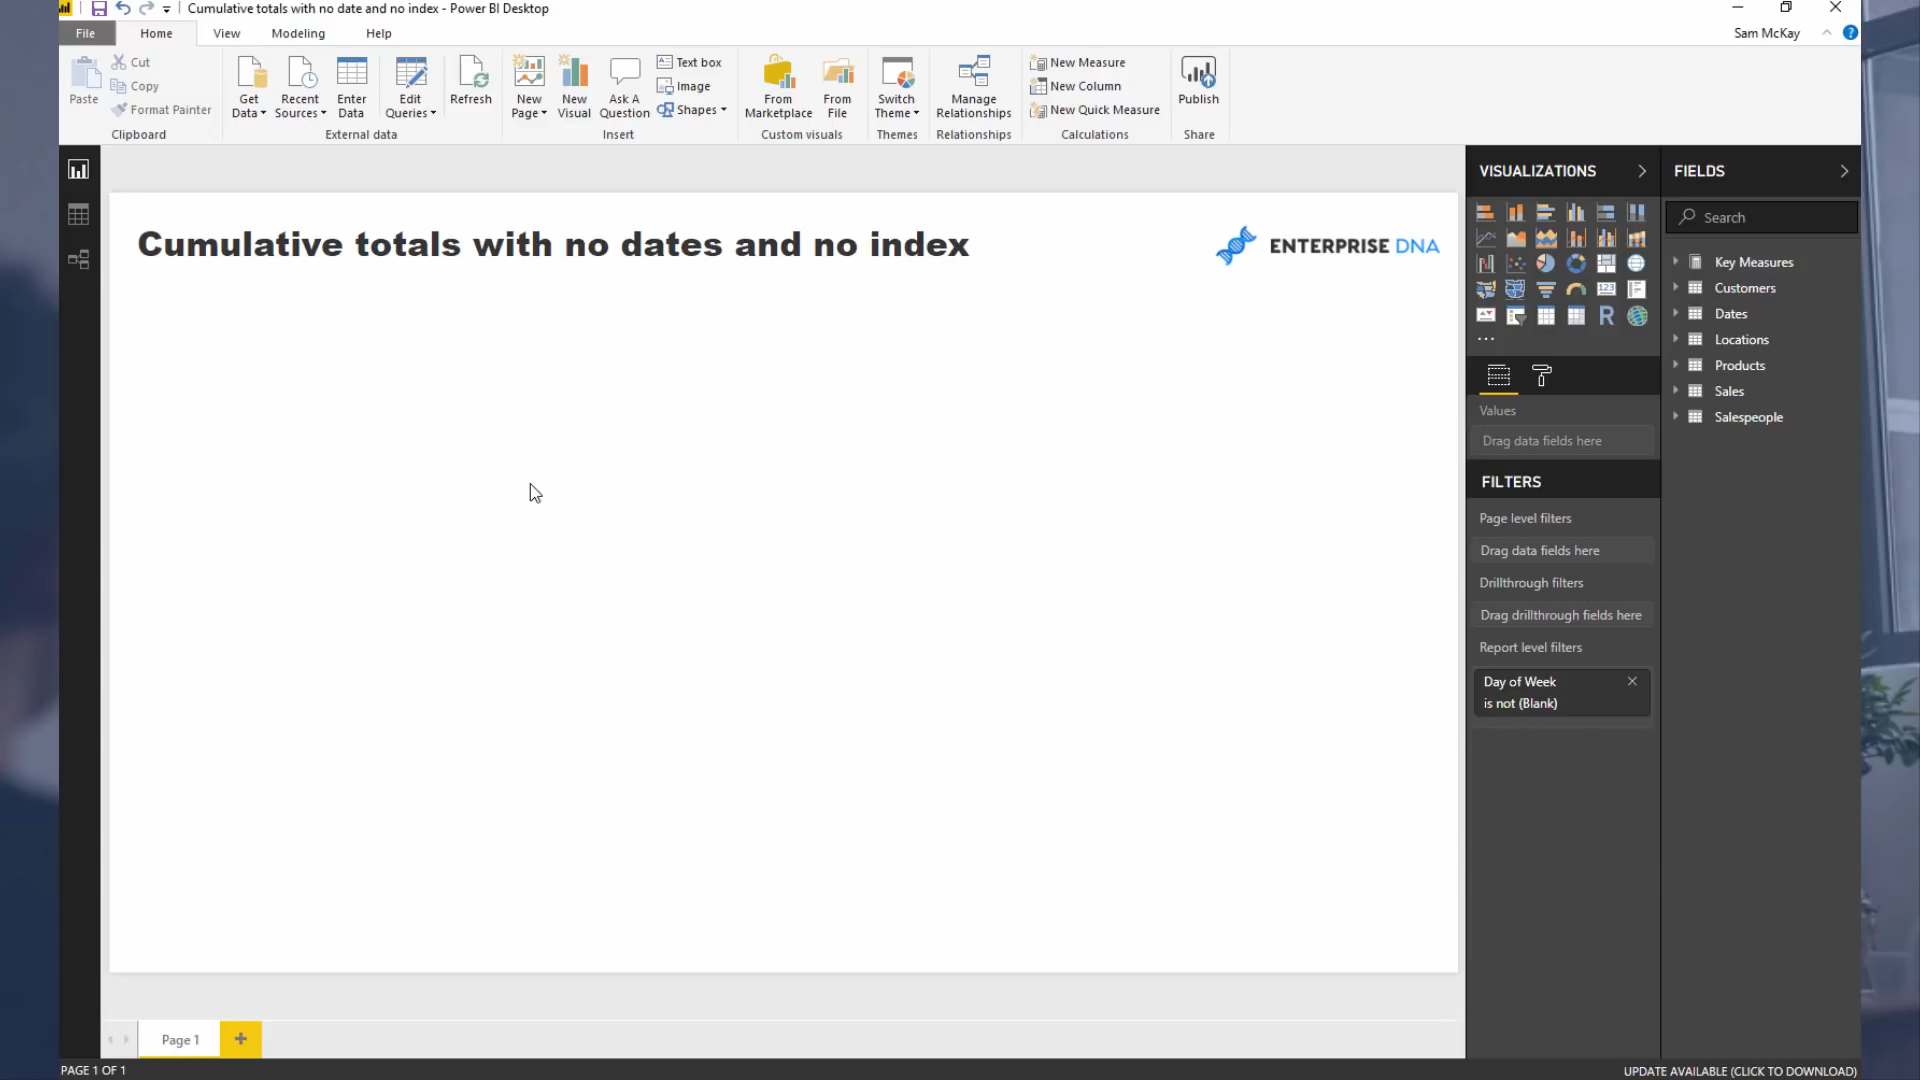 Cumulative totals with no date and no index - Power BI Desktop
File
Home
View
Modeling
Help
Sam McKay
?
Paste
Cut
Copy
Format Painter
Clipboard
Get Data
Recent Sources
Enter Data
Edit Queries
Refresh
External data
New Page
New Visual
Ask A Question
Text box
Image
Shapes
Insert
From Marketplace
From File
Custom visuals
Switch Theme
Themes
Manage Relationships
Relationships
New Measure
New Column
New Quick Measure
Calculations
Publish
Share
Cumulative totals with no dates and no index
ENTERPRISE DNA
VISUALIZATIONS
123
R
...
Values
Drag data fields here
FILTERS
Page level filters
Drag data fields here
Drillthrough filters
Drag drillthrough fields here
Report level filters
Day of Week
is not (Blank)
FIELDS
Search
Key Measures
Customers
Dates
Locations
Products
Sales
Salespeople
Page 1
+
PAGE 1 OF 1
UPDATE AVAILABLE (CLICK TO DOWNLOAD)